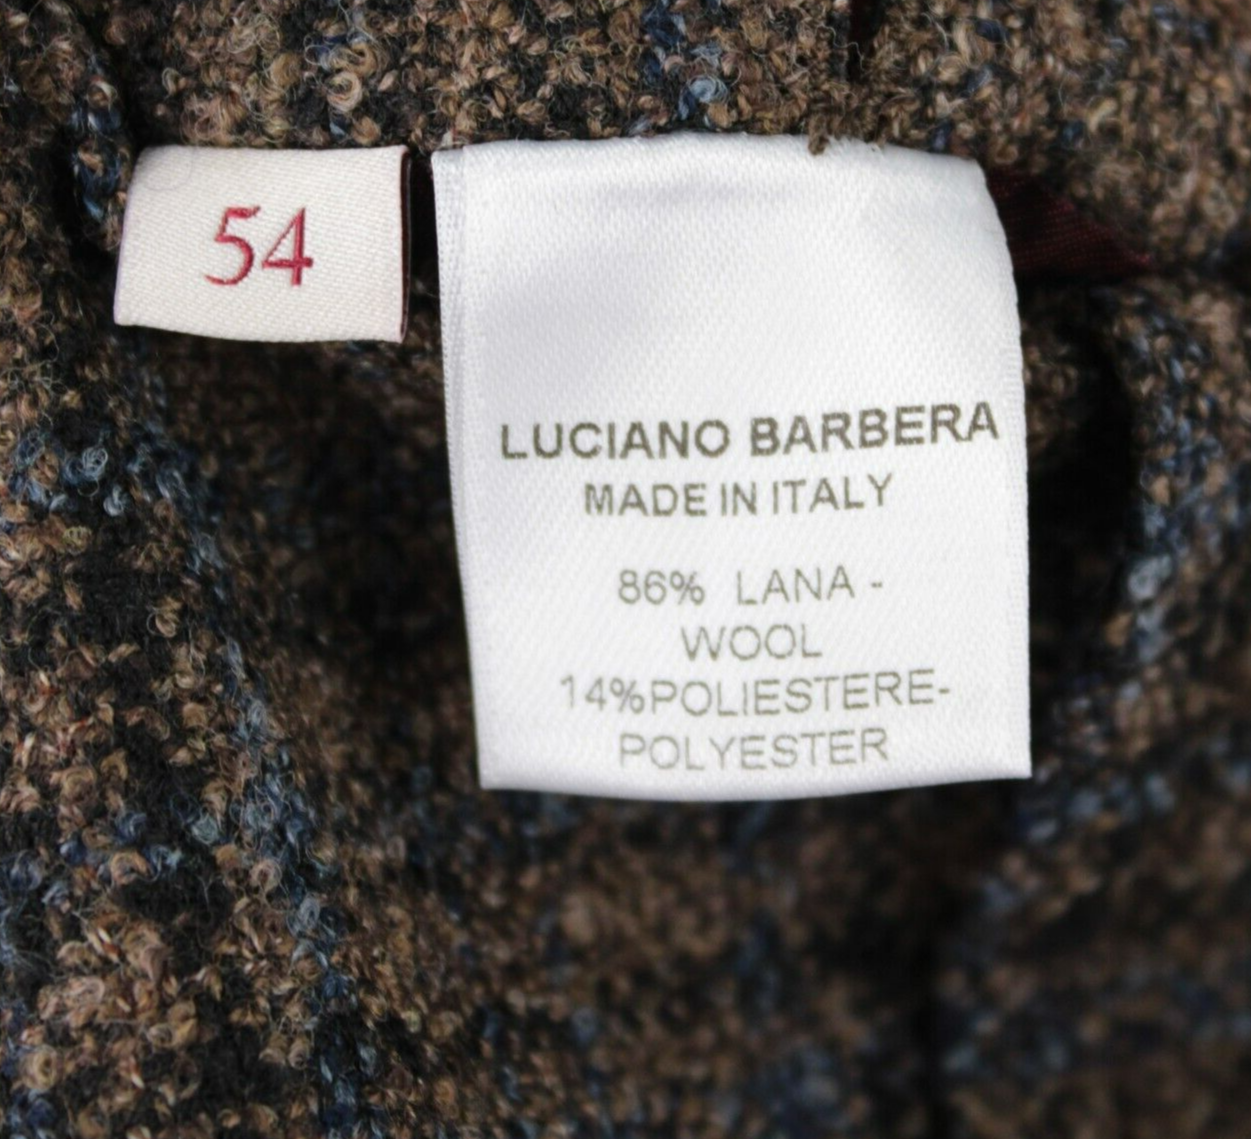 54
LUCIANO BARBERA
MADE IN ITALY
86% LANA -
WOOL
14%POLIESTERE-
POLYESTER